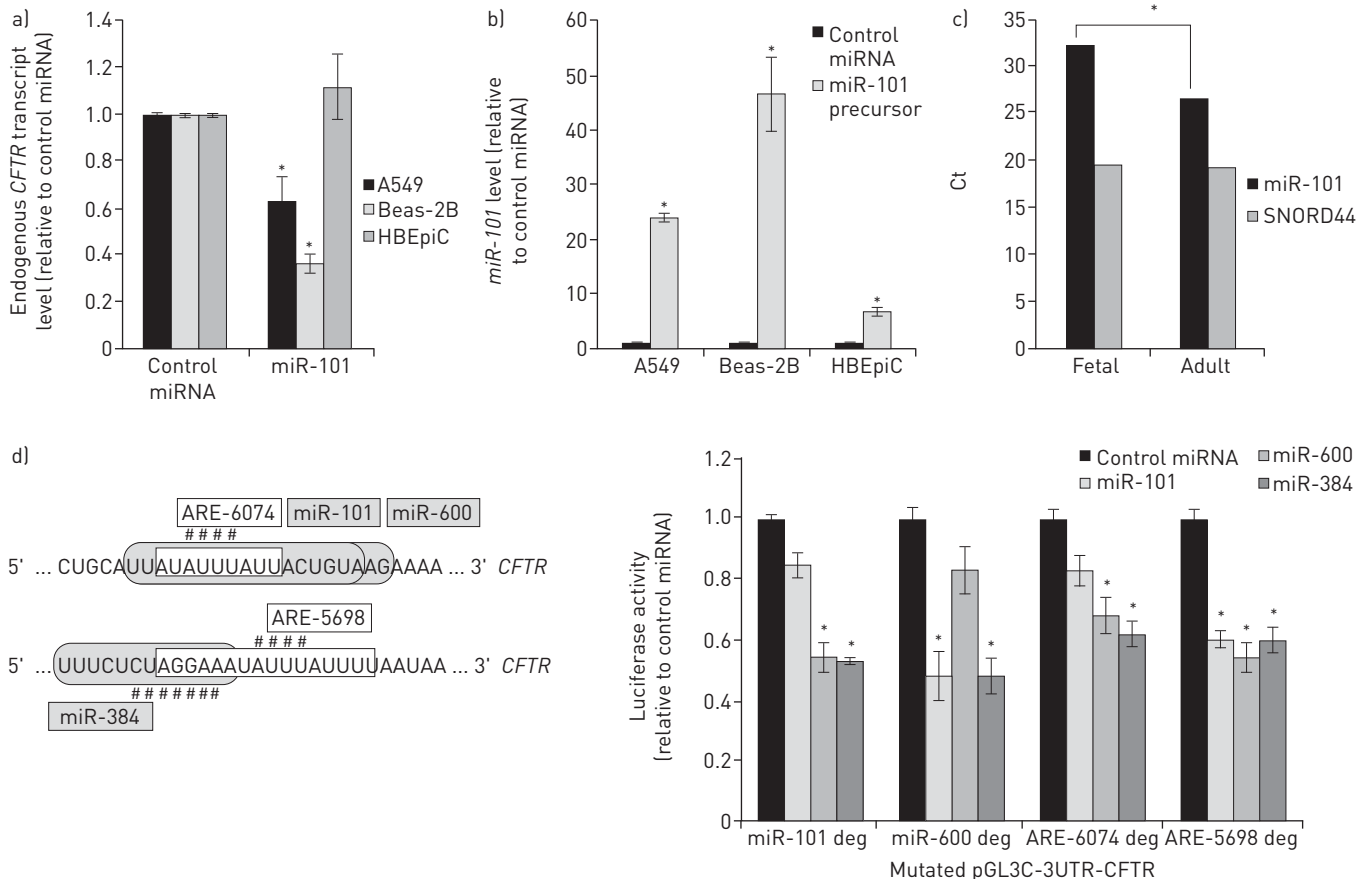 a)
1.4
1.2
1.0
0.8
0.6
0.4
0.2
0
Endogenous CFTR transcript
level (relative to control miRNA)
*
*
A549
Beas-2B
HBEpiC
Control
miRNA
miR-101
b)
60
50
40
30
20
10
0
miR-101 level (relative
to control miRNA)
*
*
*
Control
miRNA
miR-101
precursor
A549
Beas-2B
HBEpiC
c)
35
30
25
20
15
10
5
0
Ct
*
miR-101
SNORD44
Fetal
Adult
d)
ARE-6074 miR-101 miR-600
####
5' ... CUGCAUUAUAUUUAUUACUGUAAGAAAA ... 3' CFTR
ARE-5698
####
5' ... UUUCUCUAGGAAAUAUUUAUUUUAAUAA ... 3' CFTR
#######
miR-384
1.2
1.0
0.8
0.6
0.4
0.2
0
Luciferase activity
(relative to control miRNA)
Control miRNA
miR-101
miR-600
miR-384
* *
* *
* *
* * *
miR-101 deg miR-600 deg ARE-6074 deg ARE-5698 deg
Mutated pGL3C-3UTR-CFTR